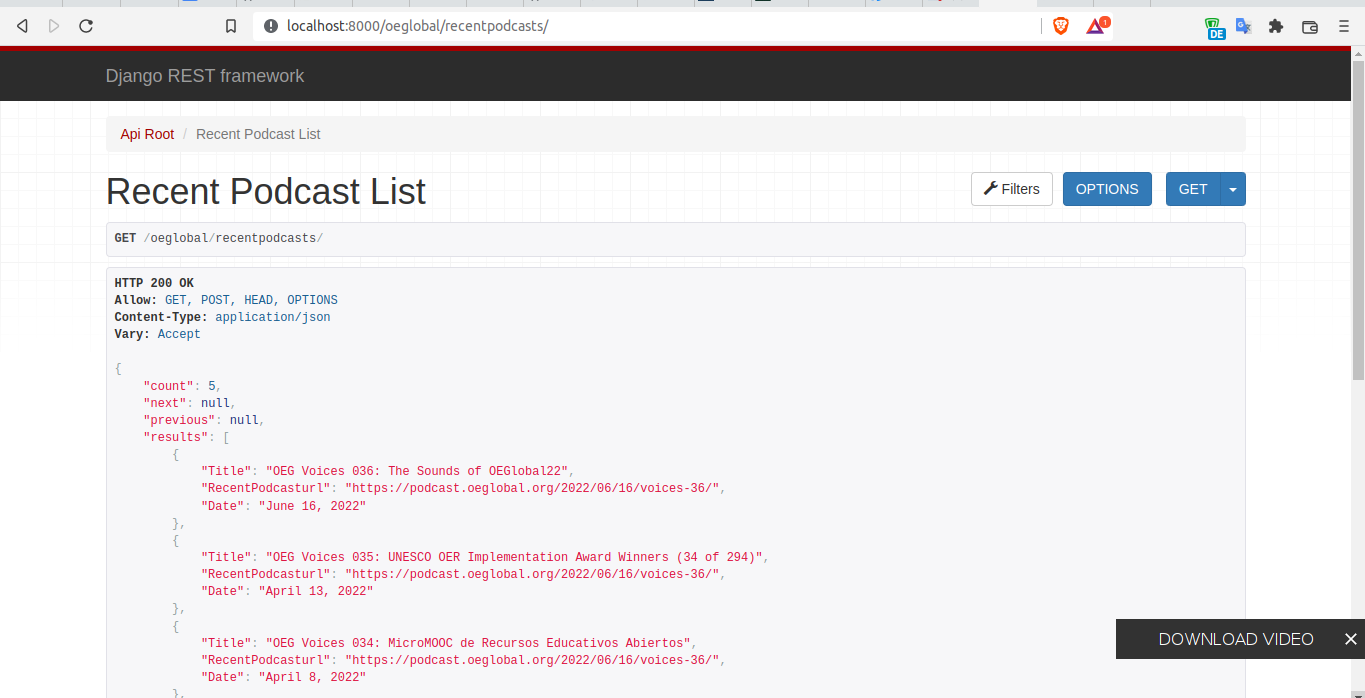 localhost:8000/oeglobal/recentpodcasts/
1
DE
Django REST framework
Api Root / Recent Podcast List
Recent Podcast List
Filters
OPTIONS
GET
GET /oeglobal/recentpodcasts/
HTTP 200 OK
Allow: GET, POST, HEAD, OPTIONS
Content-Type: application/json
Vary: Accept
{
"count": 5,
"next": null,
"previous": null,
"results": [
{
"Title": "OEG Voices 036: The Sounds of OEGlobal22",
"RecentPodcasturl": "https://podcast.oeglobal.org/2022/06/16/voices-36/",
"Date": "June 16, 2022"
},
{
"Title": "OEG Voices 035: UNESCO OER Implementation Award Winners (34 of 294)",
"RecentPodcasturl": "https://podcast.oeglobal.org/2022/06/16/voices-36/",
"Date": "April 13, 2022"
},
{
"Title": "OEG Voices 034: MicroMOOC de Recursos Educativos Abiertos",
"RecentPodcasturl": "https://podcast.oeglobal.org/2022/06/16/voices-36/",
"Date": "April 8, 2022"
},
DOWNLOAD VIDEO